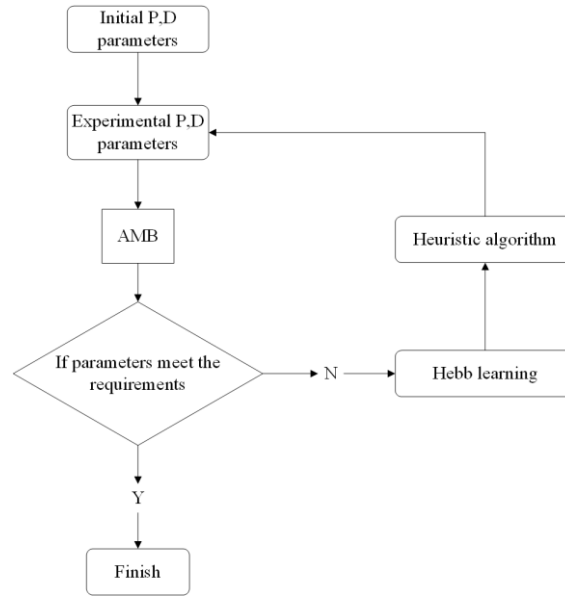 Initial P,D
parameters
Experimental P,D
parameters
AMB
Heuristic algorithm
If parameters meet the
requirements
N
Hebb learning
Y
Finish